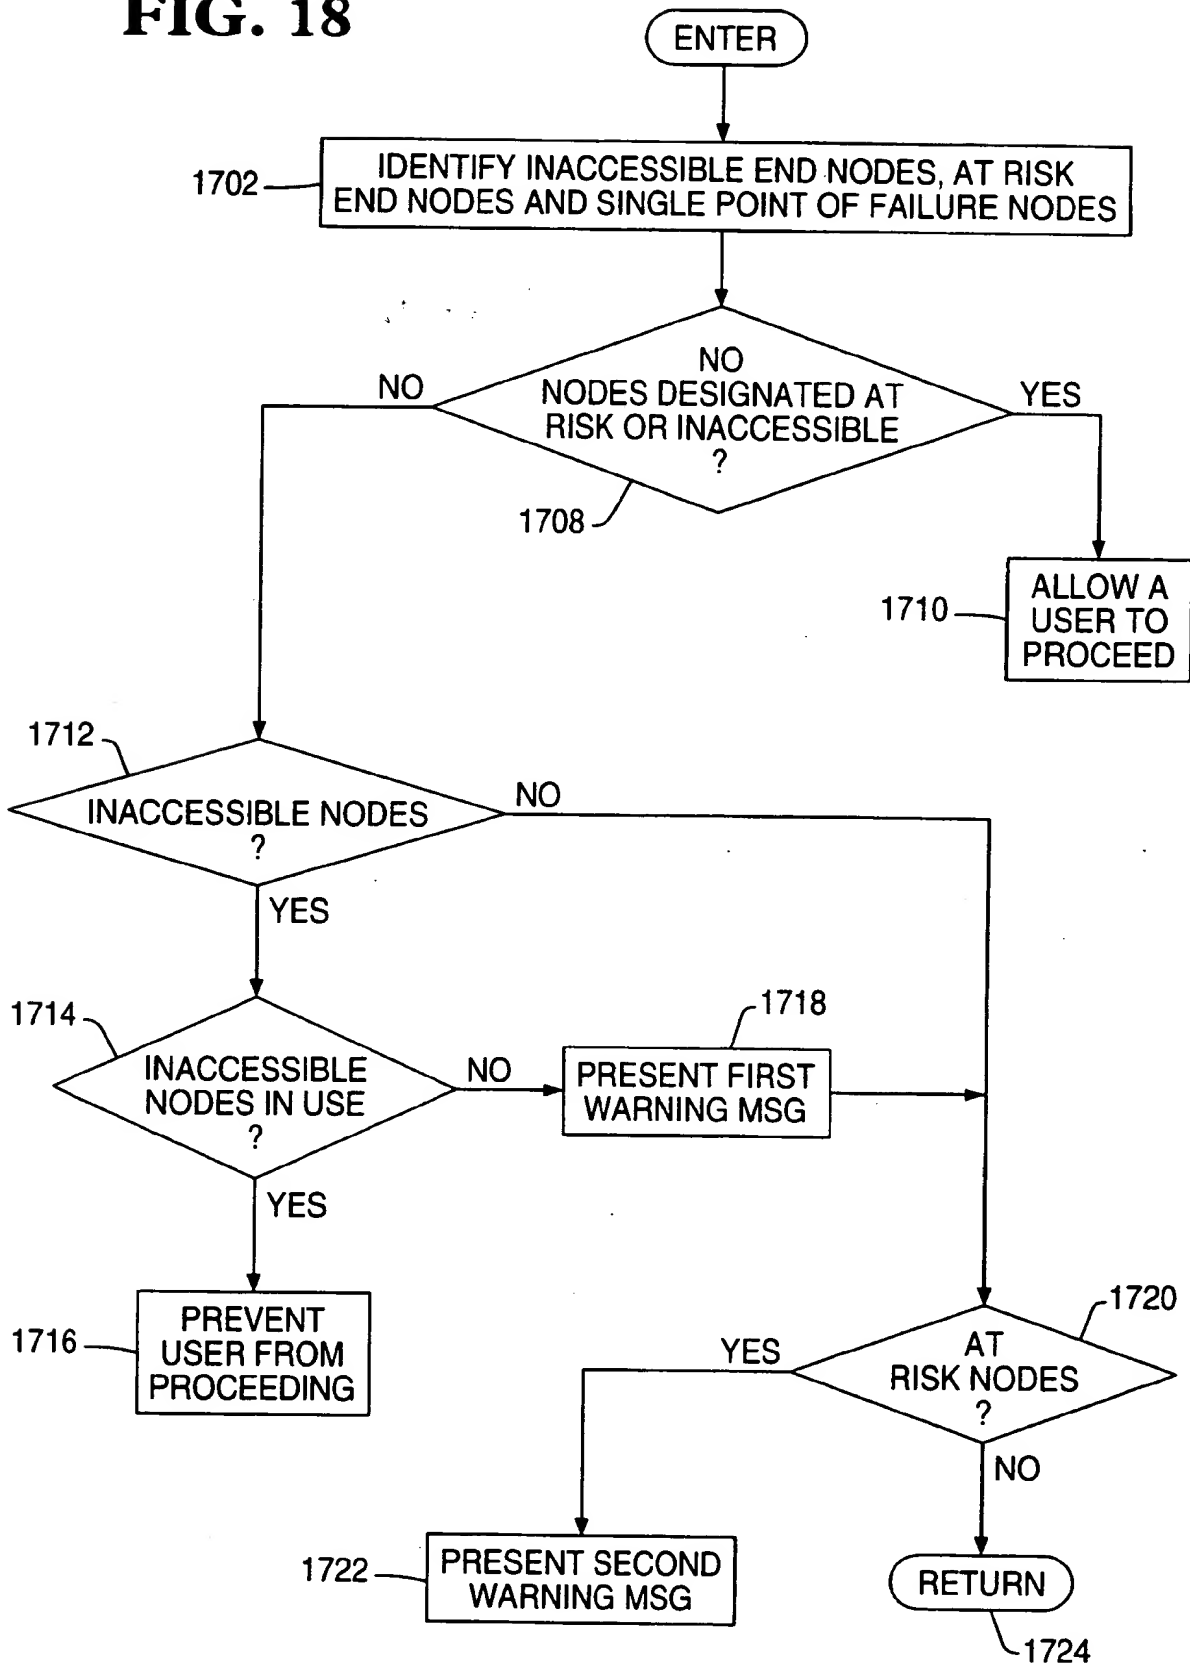 FIG. 18
ENTER
1702
IDENTIFY INACCESSIBLE END NODES, AT RISK
END NODES AND SINGLE POINT OF FAILURE NODES
NO
NODES DESIGNATED AT
RISK OR INACCESSIBLE
?
NO
YES
1708
1710
ALLOW A
USER TO
PROCEED
1712
INACCESSIBLE NODES
?
NO
YES
1714
INACCESSIBLE
NODES IN USE
?
NO
1718
PRESENT FIRST
WARNING MSG
YES
1716
PREVENT
USER FROM
PROCEEDING
1720
AT
RISK NODES
?
YES
NO
1722
PRESENT SECOND
WARNING MSG
RETURN
1724